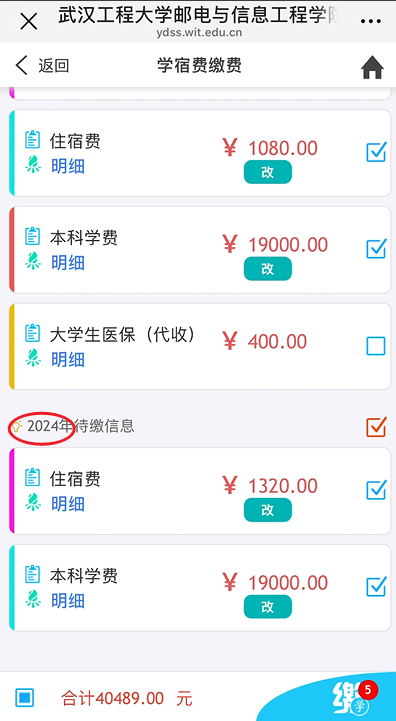 武汉工程大学邮电与信息工程学院
ydss.wit.edu.cn
返回
学宿费缴费
住宿费
¥ 1080.00
明细
改
本科学费
¥ 19000.00
明细
改
大学生医保（代收）
¥ 400.00
明细
2024年待缴信息
住宿费
¥ 1320.00
明细
改
本科学费
¥ 19000.00
明细
改
合计40489.00 元
缴
学
5